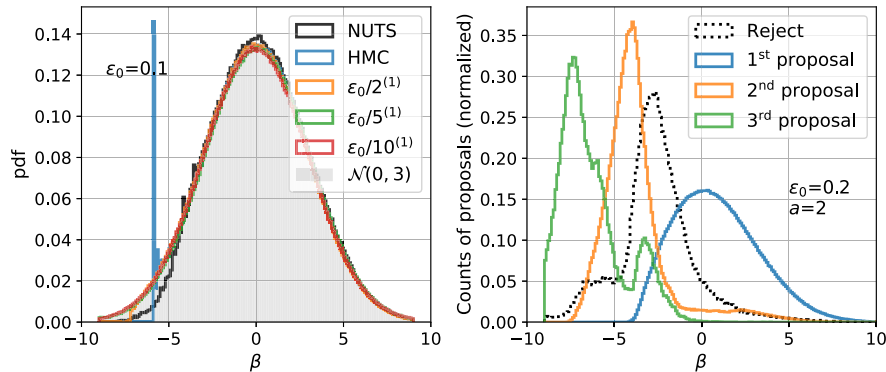 0.14
0.12
0.10
0.08
0.06
0.04
0.02
0.00
pdf
−10
−5
0
5
10
β
ε₀=0.1
NUTS
HMC
ε₀/2⁽¹⁾
ε₀/5⁽¹⁾
ε₀/10⁽¹⁾
𝒩(0, 3)
0.35
0.30
0.25
0.20
0.15
0.10
0.05
0.00
Counts of proposals (normalized)
−10
−5
0
5
10
β
Reject
1ˢᵗ proposal
2ⁿᵈ proposal
3ʳᵈ proposal
ε₀=0.2
a=2